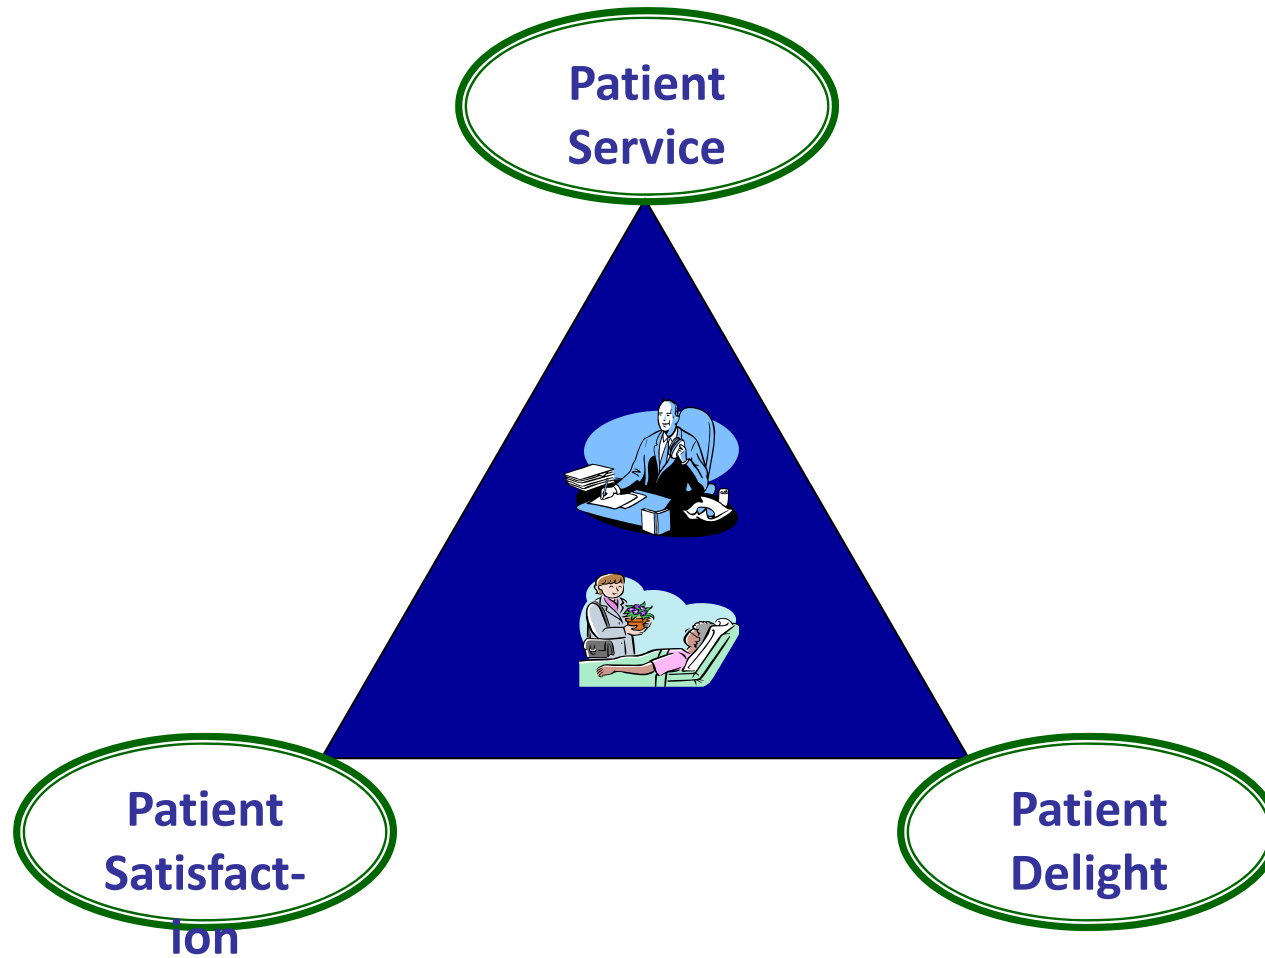 Patient
Service
Patient
Satisfact-
Ion
Patient
Delight